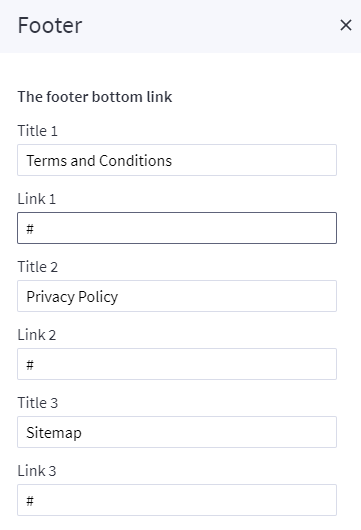 Footer
The footer bottom link
Title 1
Terms and Conditions
Link 1
#
Title 2
Privacy Policy
Link 2
#
Title 3
Sitemap
Link 3
#